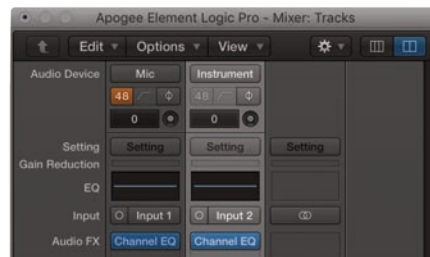 Apogee Element Logic Pro - Mixer: Tracks
Edit Options View
Audio Device Mic Instrument
48 48
0 0
Setting Setting Setting Setting
Gain Reduction
EQ
Input Input 1 Input 2
Audio FX Channel EQ Channel EQ